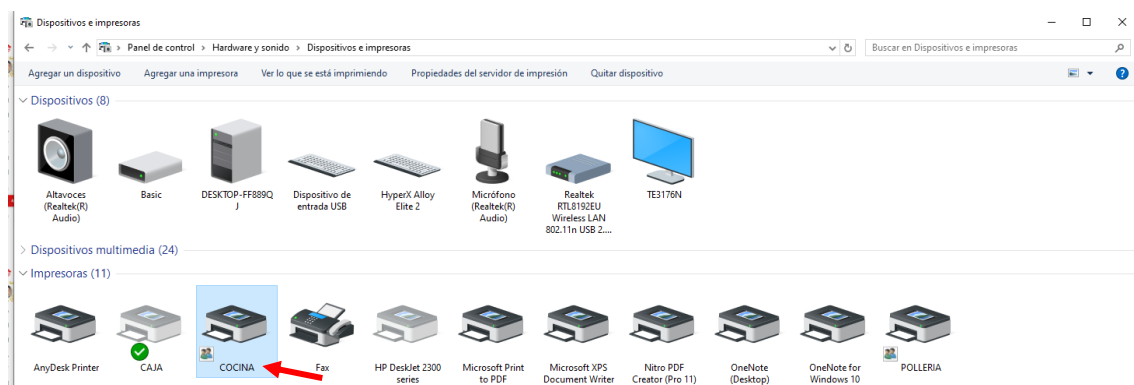 Dispositivos e impresoras
Panel de control > Hardware y sonido > Dispositivos e impresoras
Buscar en Dispositivos e impresoras
Agregar un dispositivo Agregar una impresora Ver lo que se está imprimiendo Propiedades del servidor de impresión Quitar dispositivo
Dispositivos (8)
Altavoces
(Realtek(R)
Audio)
Basic
DESKTOP-FF889Q
J
Dispositivo de
entrada USB
HyperX Alloy
Elite 2
Micrófono
(Realtek(R)
Audio)
Realtek
RTL8192EU
Wireless LAN
802.11n USB 2....
TE3176N
Dispositivos multimedia (24)
Impresoras (11)
AnyDesk Printer
CAJA
COCINA
Fax
HP DeskJet 2300
series
Microsoft Print
to PDF
Microsoft XPS
Document Writer
Nitro PDF
Creator (Pro 11)
OneNote
(Desktop)
OneNote for
Windows 10
POLLERIA